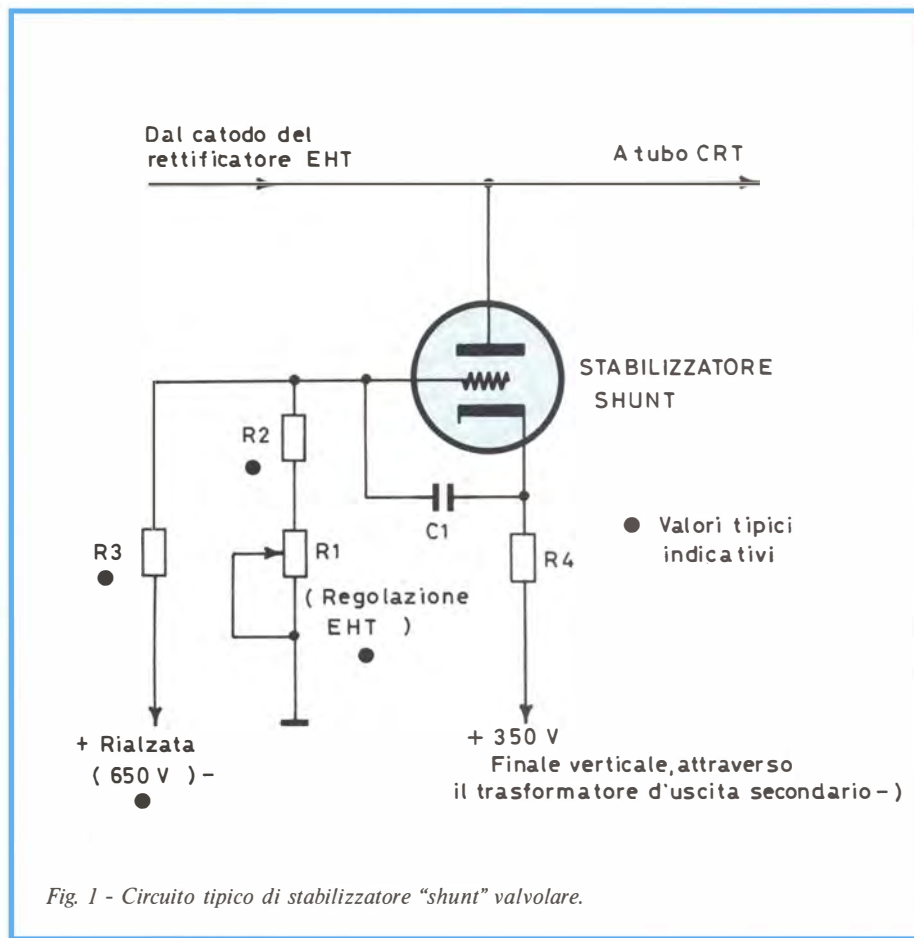 Dal catodo del
rettificatore EHT
A tubo CRT
STABILIZZATORE
SHUNT
R2
C1
R3
R1
R4
● Valori tipici
indicativi
( Regolazione
EHT )
+ Rialzata
( 650 V ) -
+ 350 V
Finale verticale, attraverso
il trasformatore d'uscita secondario - )
Fig. 1 - Circuito tipico di stabilizzatore "shunt" valvolare.